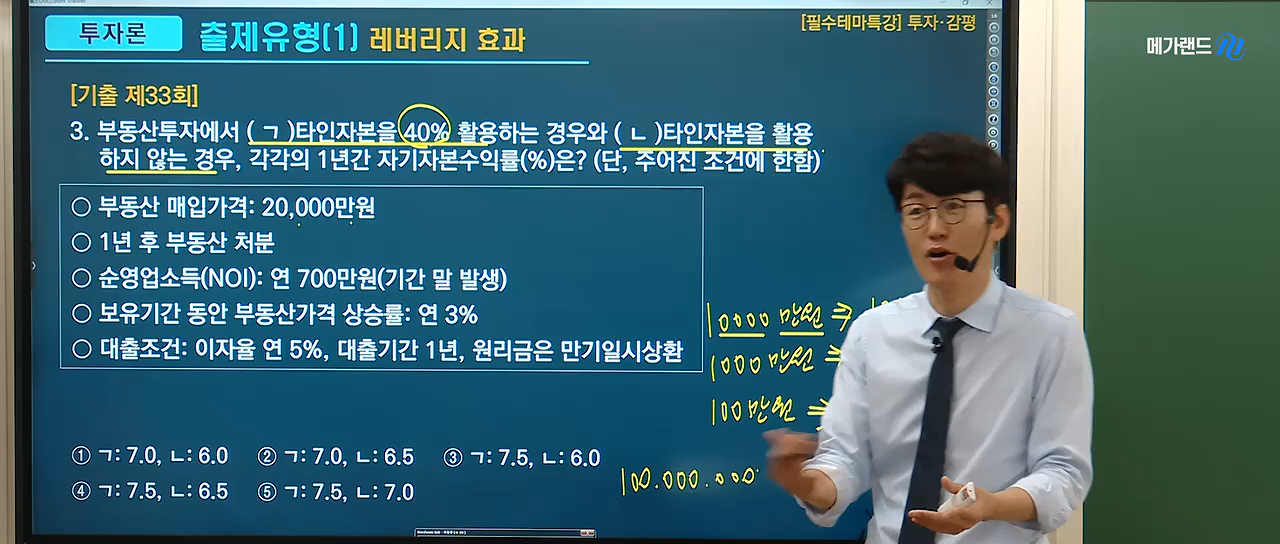 투자론
출제유형(1) 레버리지 효과
[필수테마특강] 투자·감평
메가랜드
[기출 제33회]
3. 부동산투자에서 ( ㄱ )타인자본을 40% 활용하는 경우와 ( ㄴ )타인자본을 활용
하지 않는 경우, 각각의 1년간 자기자본수익률(%)은? (단, 주어진 조건에 한함)
○ 부동산 매입가격: 20,000만원
○ 1년 후 부동산 처분
○ 순영업소득(NOI): 연 700만원(기간 말 발생)
○ 보유기간 동안 부동산가격 상승률: 연 3%
○ 대출조건: 이자율 연 5%, 대출기간 1년, 원리금은 만기일시상환
10000 만원 ⇒
1000 만원 ⇒
100만원 ⇒
① ㄱ: 7.0, ㄴ: 6.0 ② ㄱ: 7.0, ㄴ: 6.5 ③ ㄱ: 7.5, ㄴ: 6.0
④ ㄱ: 7.5, ㄴ: 6.5 ⑤ ㄱ: 7.5, ㄴ: 7.0
100.000.000